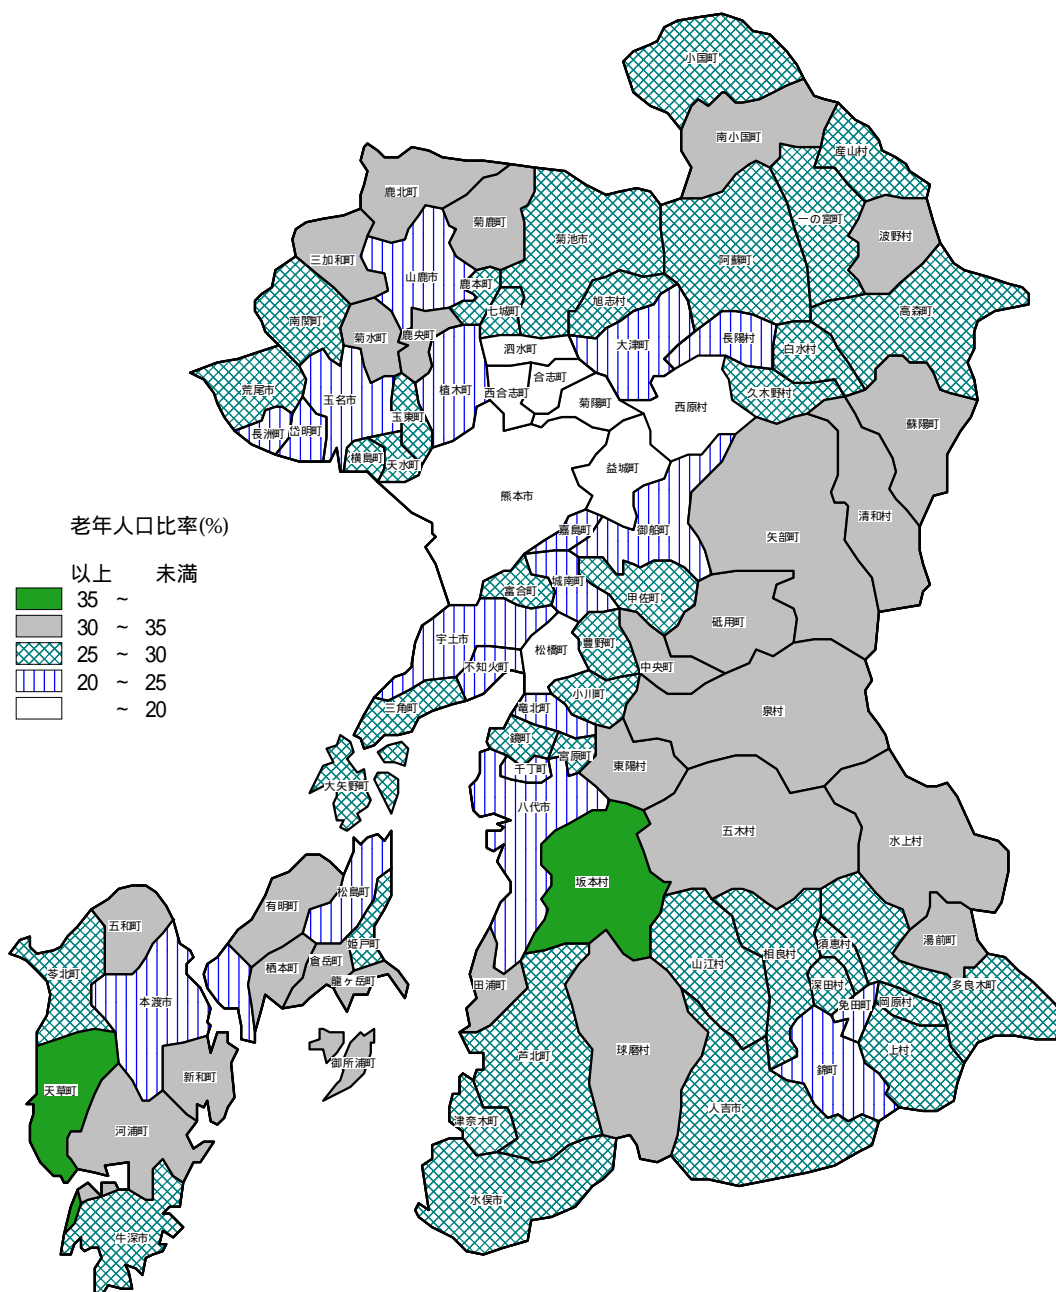 小国町
南小国町
産山村
鹿北町
菊鹿町
一の宮町
菊池市
波野村
三加和町
阿蘇町
山鹿市
鹿本町
旭志村
七城町
高森町
南関町
菊水町
鹿央町
大津町
長陽村
白水村
泗水町
合志町
荒尾市
玉名市
植木町
西合志町
菊陽町
西原村
久木野村
玉東町
蘇陽町
長洲町
岱明町
横島町
天水町
益城町
熊本市
清和村
嘉島町
御船町
矢部町
老年人口比率(%)
以上 未満
35 ~
30 ~ 35
25 ~ 30
20 ~ 25
~ 20
城南町
富合町
甲佐町
砥用町
宇土市
松橋町
豊野町
不知火町
中央町
三角町
小川町
竜北町
泉村
鏡町
宮原町
東陽村
千丁町
大矢野町
八代市
五木村
水上村
坂本村
松島町
有明町
五和町
姫戸町
倉岳町
栖本町
龍ヶ岳町
苓北町
本渡市
田浦町
山江村
相良村
須恵村
湯前町
深田村
免田町
岡原村
多良木町
御所浦町
球磨村
芦北町
上村
錦町
新和町
天草町
人吉市
津奈木町
河浦町
水俣市
牛深市